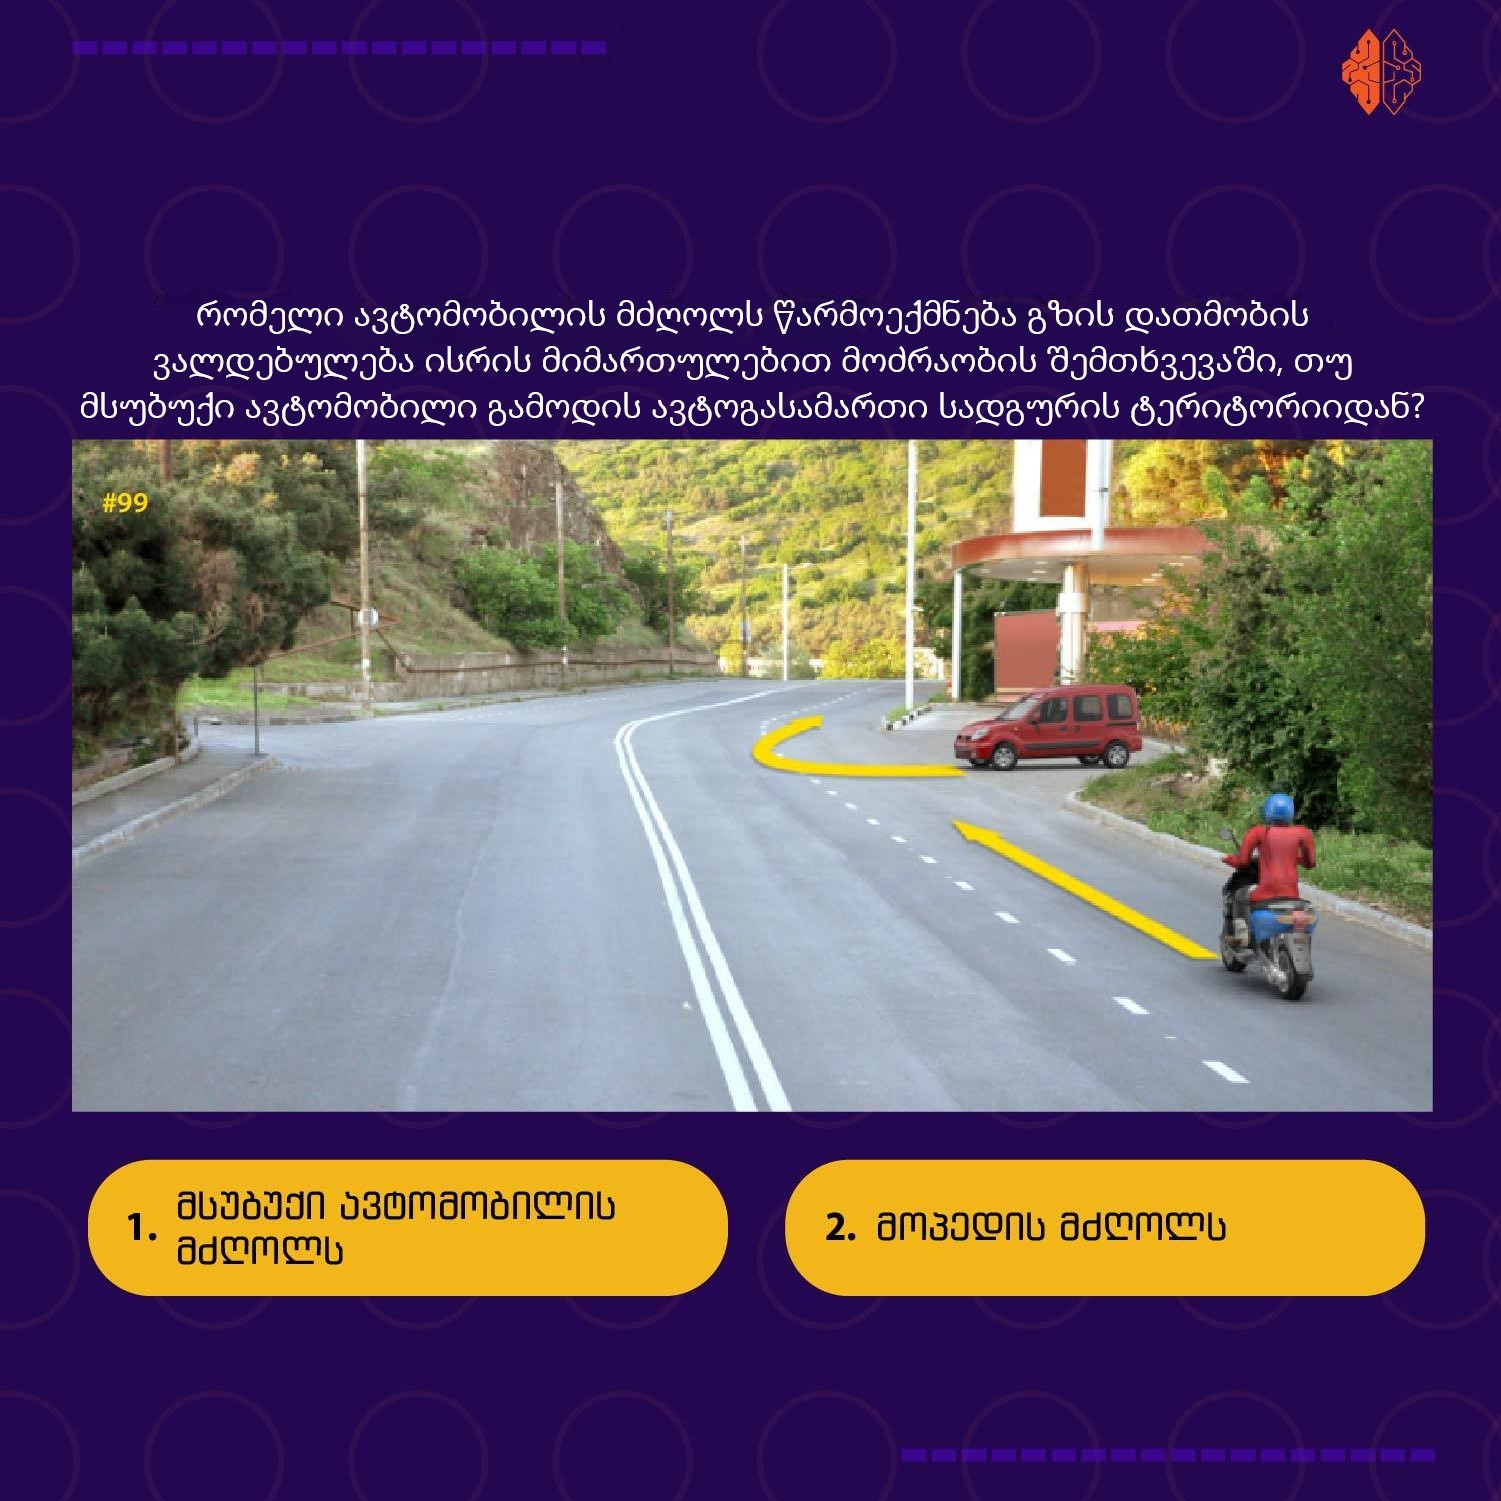 რომელი ავტომობილის მძღოლს წარმოექმნება გზის დათმობის
ვალდებულება ისრის მიმართულებით მოძრაობის შემთხვევაში, თუ
მსუბუქი ავტომობილი გამოდის ავტოგასამართი სადგურის ტერიტორიიდან?
#99
1. მსუბუქი ავტომობილის
მძღოლს
2. მოპედის მძღოლს